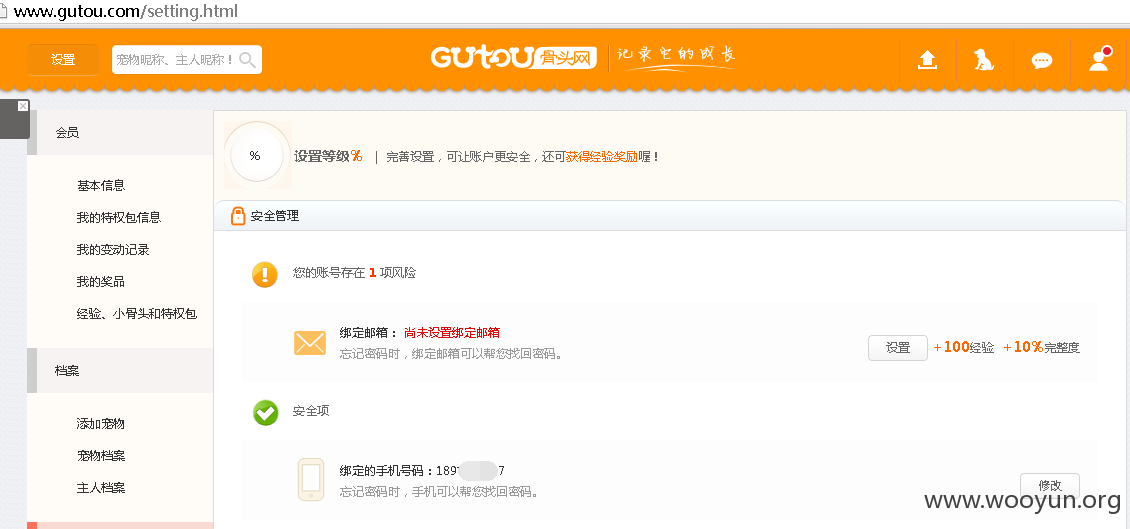 www.gutou.com/setting.html
设置
宠物昵称、主人昵称！
GUTOU 骨头网
记录它的成长
会员
% 设置等级% | 完善设置，可让账户更安全，还可获得经验奖励喔！
基本信息
我的特权包信息
我的变动记录
我的奖品
经验、小骨头和特权包
安全管理
您的账号存在 1 项风险
绑定邮箱： 尚未设置绑定邮箱
忘记密码时，绑定邮箱可以帮您找回密码。
设置 +100经验 +10%完整度
档案
添加宠物
宠物档案
主人档案
安全项
绑定的手机号码：189 7
忘记密码时，手机可以帮您找回密码。
修改
www.wooyun.org